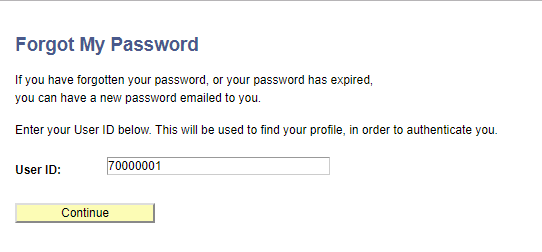 Forgot My Password
If you have forgotten your password, or your password has expired,
you can have a new password emailed to you.
Enter your User ID below. This will be used to find your profile, in order to authenticate you.
User ID: 70000001
Continue